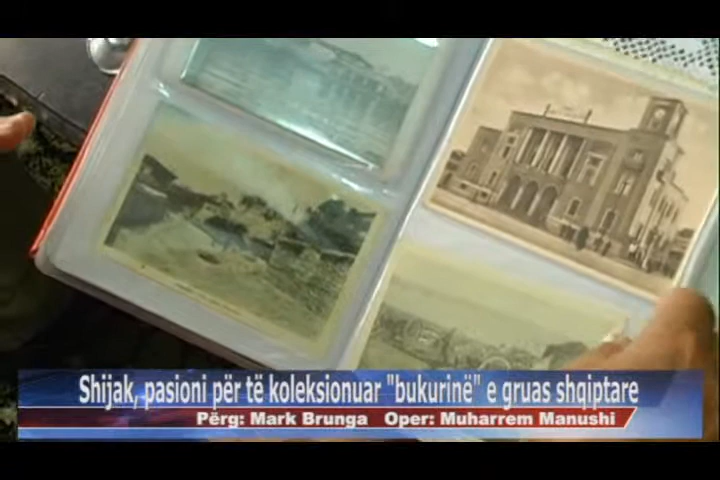 Shijak, pasioni për të koleksionuar "bukurinë" e gruas shqiptare
Përg: Mark Brunga Oper: Muharrem Manushi